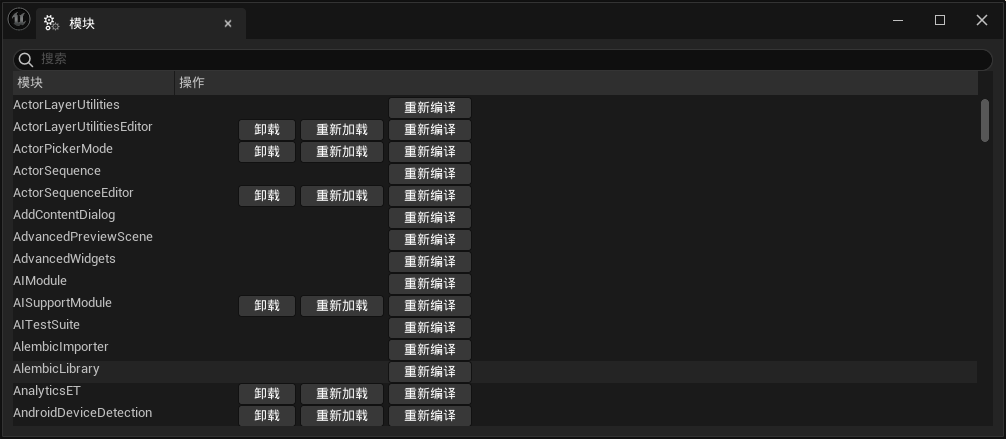 模块
搜索
模块 操作
ActorLayerUtilities 重新编译
ActorLayerUtilitiesEditor 卸载 重新加载 重新编译
ActorPickerMode 卸载 重新加载 重新编译
ActorSequence 重新编译
ActorSequenceEditor 卸载 重新加载 重新编译
AddContentDialog 重新编译
AdvancedPreviewScene 重新编译
AdvancedWidgets 重新编译
AIModule 重新编译
AISupportModule 卸载 重新加载 重新编译
AITestSuite 重新编译
AlembicImporter 重新编译
AlembicLibrary 重新编译
AnalyticsET 卸载 重新加载 重新编译
AndroidDeviceDetection 卸载 重新加载 重新编译